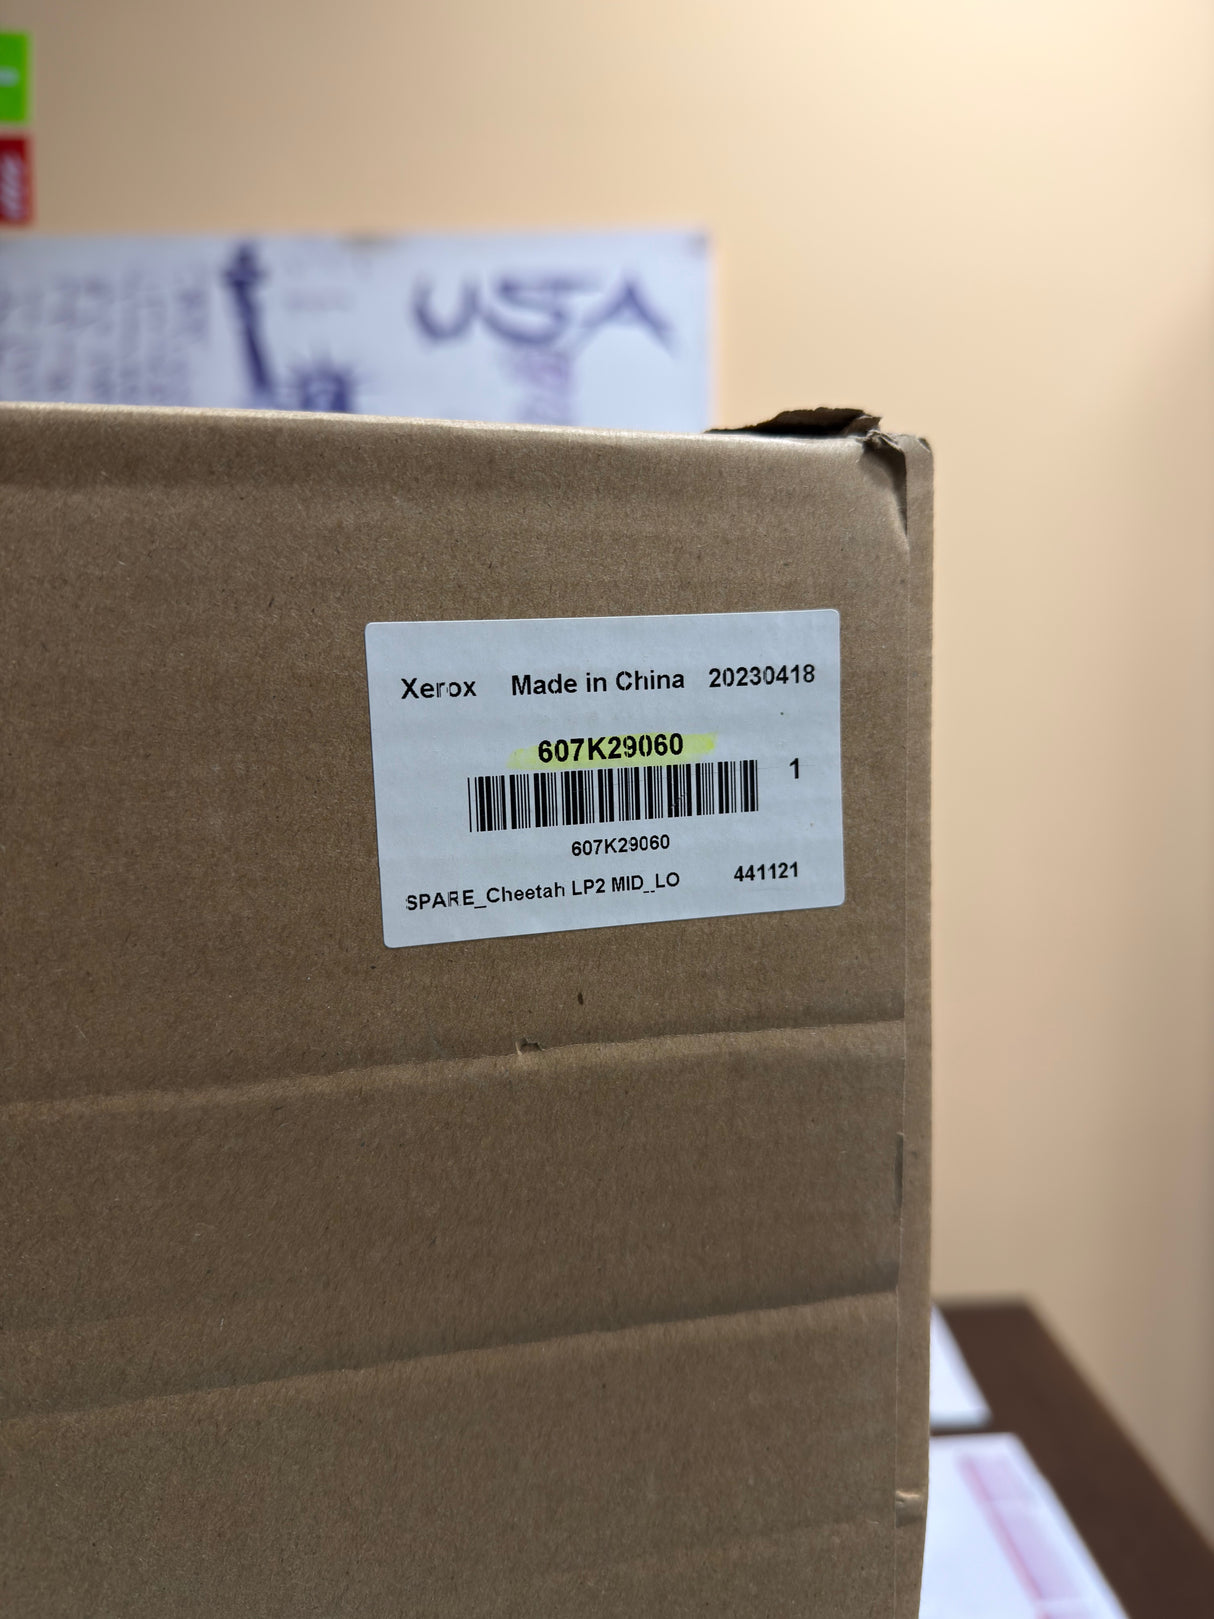 USA
Xerox Made in China 20230418
607K29060
1
607K29060
SPARE_Cheetah LP2 MID_LO 441121